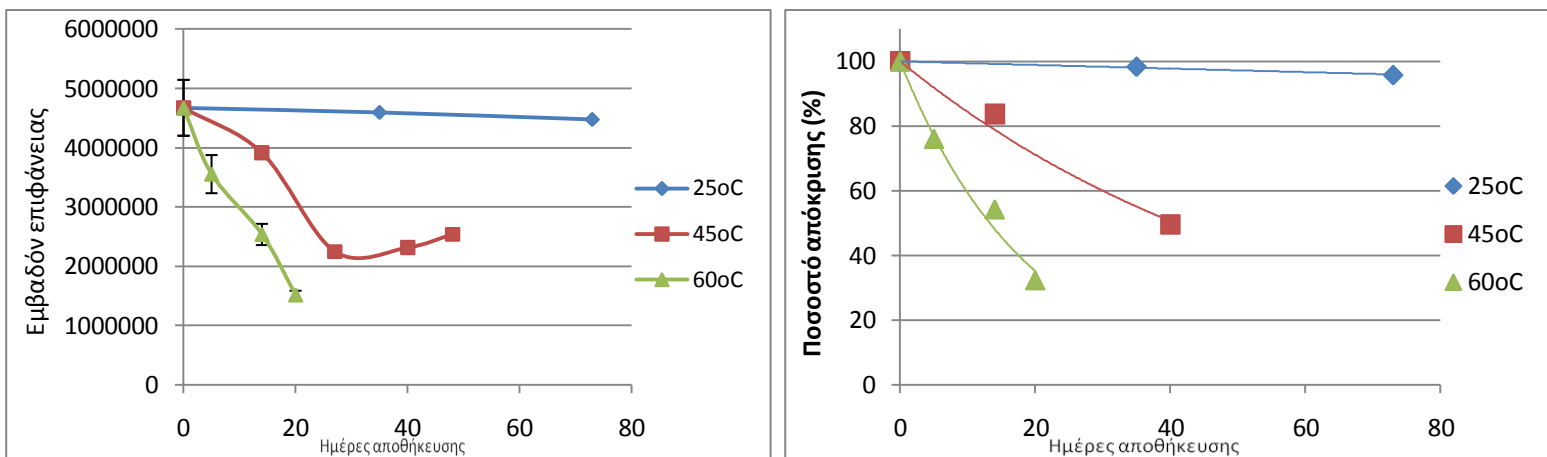 6000000
5000000
4000000
3000000
2000000
1000000
0
Εμβαδόν επιφάνειας
0 20 40 60 80
Ημέρες αποθήκευσης
25oC
45oC
60oC
100
80
60
40
20
0
Ποσοστό απόκρισης (%)
0 20 40 60 80
Ημέρες αποθήκευσης
25oC
45oC
60oC